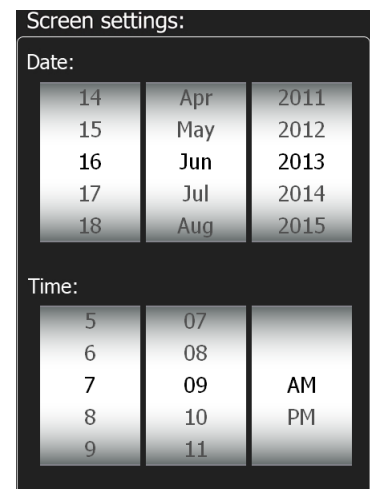 Screen settings:
Date:
14 Apr 2011
15 May 2012
16 Jun 2013
17 Jul 2014
18 Aug 2015
Time:
5 07
6 08
7 09 AM
8 10 PM
9 11